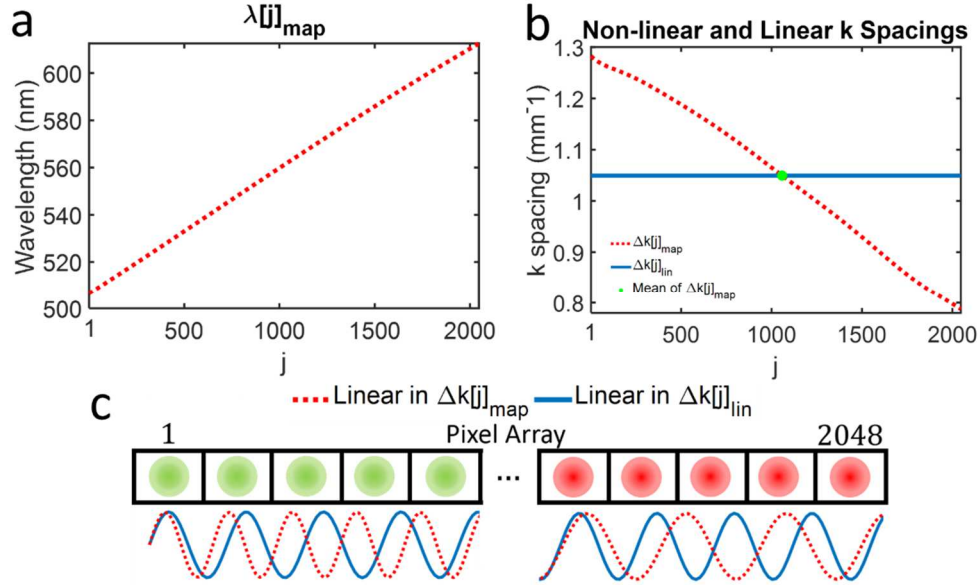 a
λ[j]map
Wavelength (nm)
600
580
560
540
520
500
1
500
1000
1500
2000
j
b
Non-linear and Linear k Spacings
k spacing (mm-1)
1.3
1.2
1.1
1
0.9
0.8
Δk[j]map
Δk[j]lin
Mean of Δk[j]map
1
500
1000
1500
2000
j
c
Linear in Δk[j]map Linear in Δk[j]lin
1 Pixel Array 2048
...